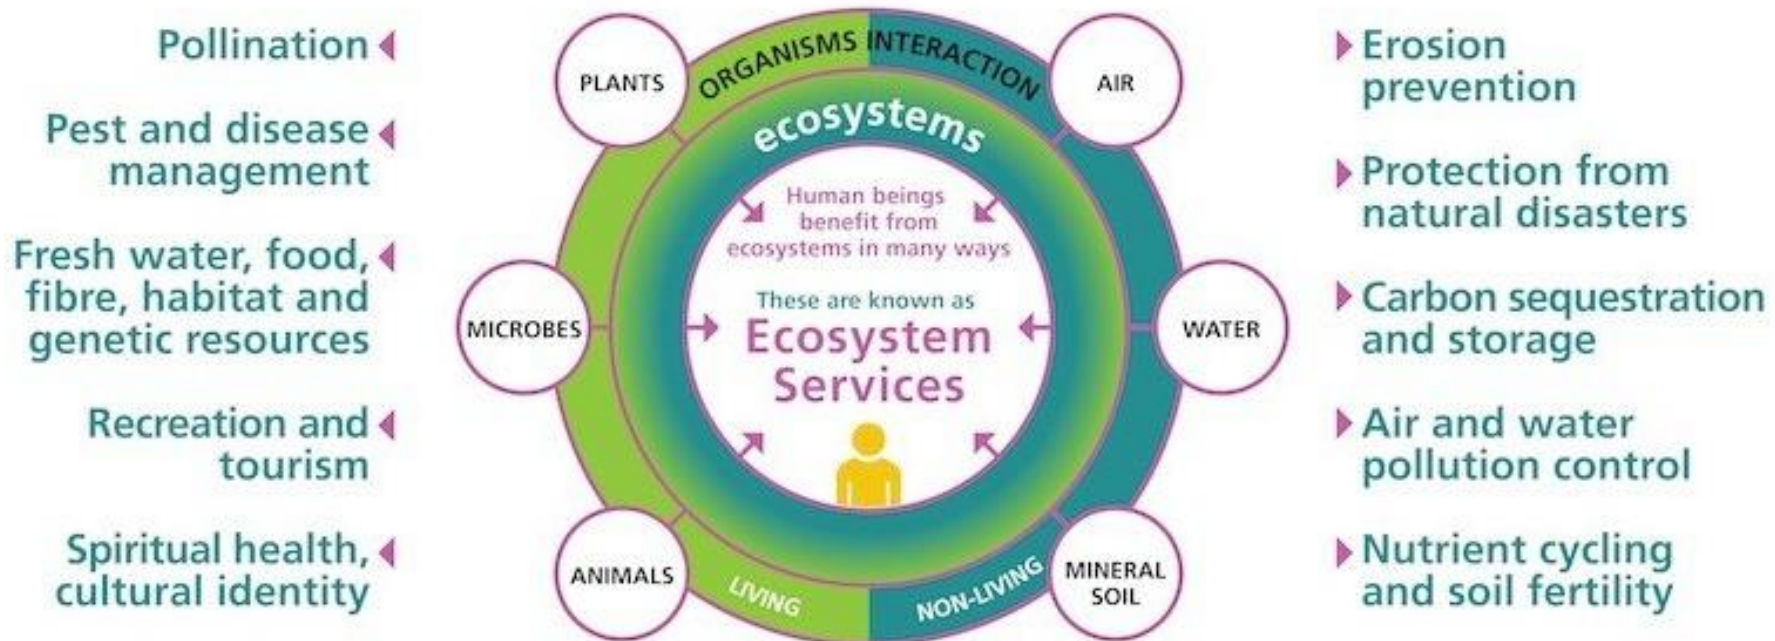 Pollination
Pest and disease
management
Fresh water, food,
fibre, habitat and
genetic resources
Recreation and
tourism
Spiritual health,
cultural identity
PLANTS
MICROBES
ANIMALS
ORGANISMS
INTERACTION
ecosystems
Human beings
benefit from
ecosystems in many ways
These are known as
Ecosystem
Services
LIVING
NON-LIVING
AIR
WATER
MINERAL
SOIL
Erosion
prevention
Protection from
natural disasters
Carbon sequestration
and storage
Air and water
pollution control
Nutrient cycling
and soil fertility